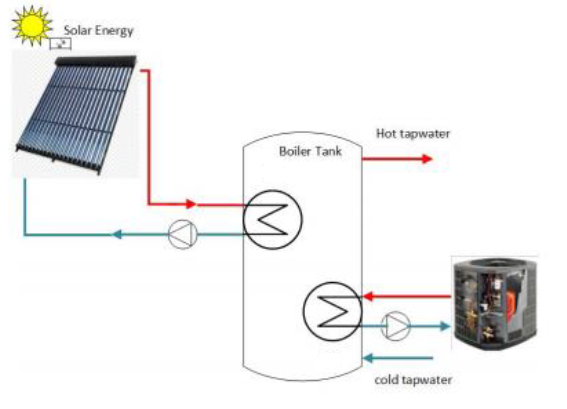 Solar Energy
Hot tapwater
Boiler Tank
cold tapwater